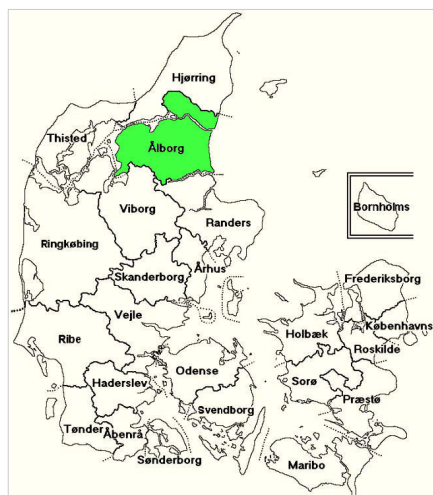 Hjørring
Thisted
Ålborg
Viborg
Bornholms
Randers
Ringkøbing
Århus
Skanderborg
Frederiksborg
Vejle
Københavns
Holbæk
Ribe
Roskilde
Odense
Haderslev
Sorø
Præstø
Svendborg
Tønder
Åbenrå
Sønderborg
Maribo